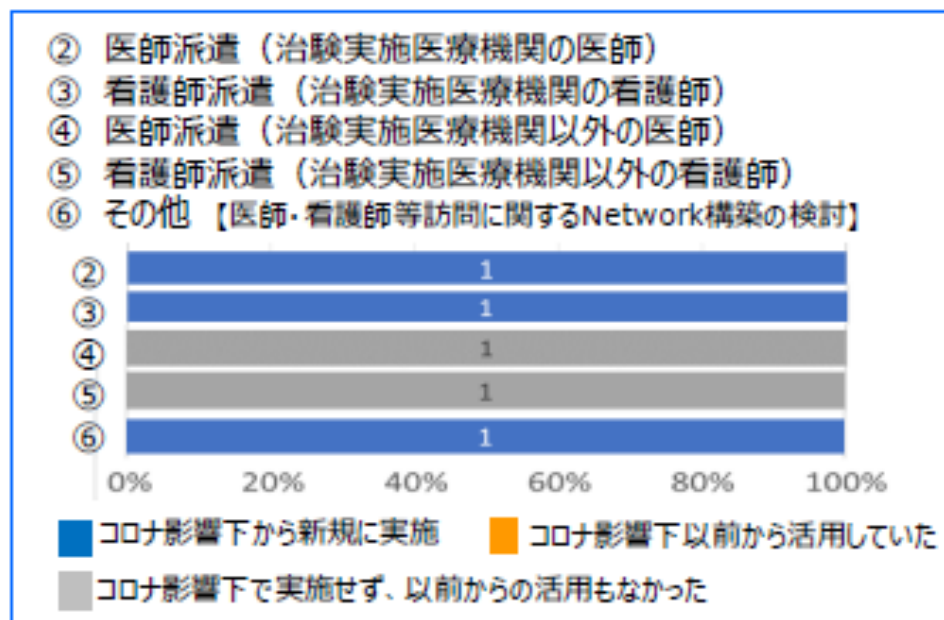 ② 医師派遣（治験実施医療機関の医師）
③ 看護師派遣（治験実施医療機関の看護師）
④ 医師派遣（治験実施医療機関以外の医師）
⑤ 看護師派遣（治験実施医療機関以外の看護師）
⑥ その他 【医師・看護師等訪問に関するNetwork構築の検討】
② 1
③ 1
④ 1
⑤ 1
⑥ 1
0% 20% 40% 60% 80% 100%
コロナ影響下から新規に実施 コロナ影響下以前から活用していた
コロナ影響下で実施せず、以前からの活用もなかった